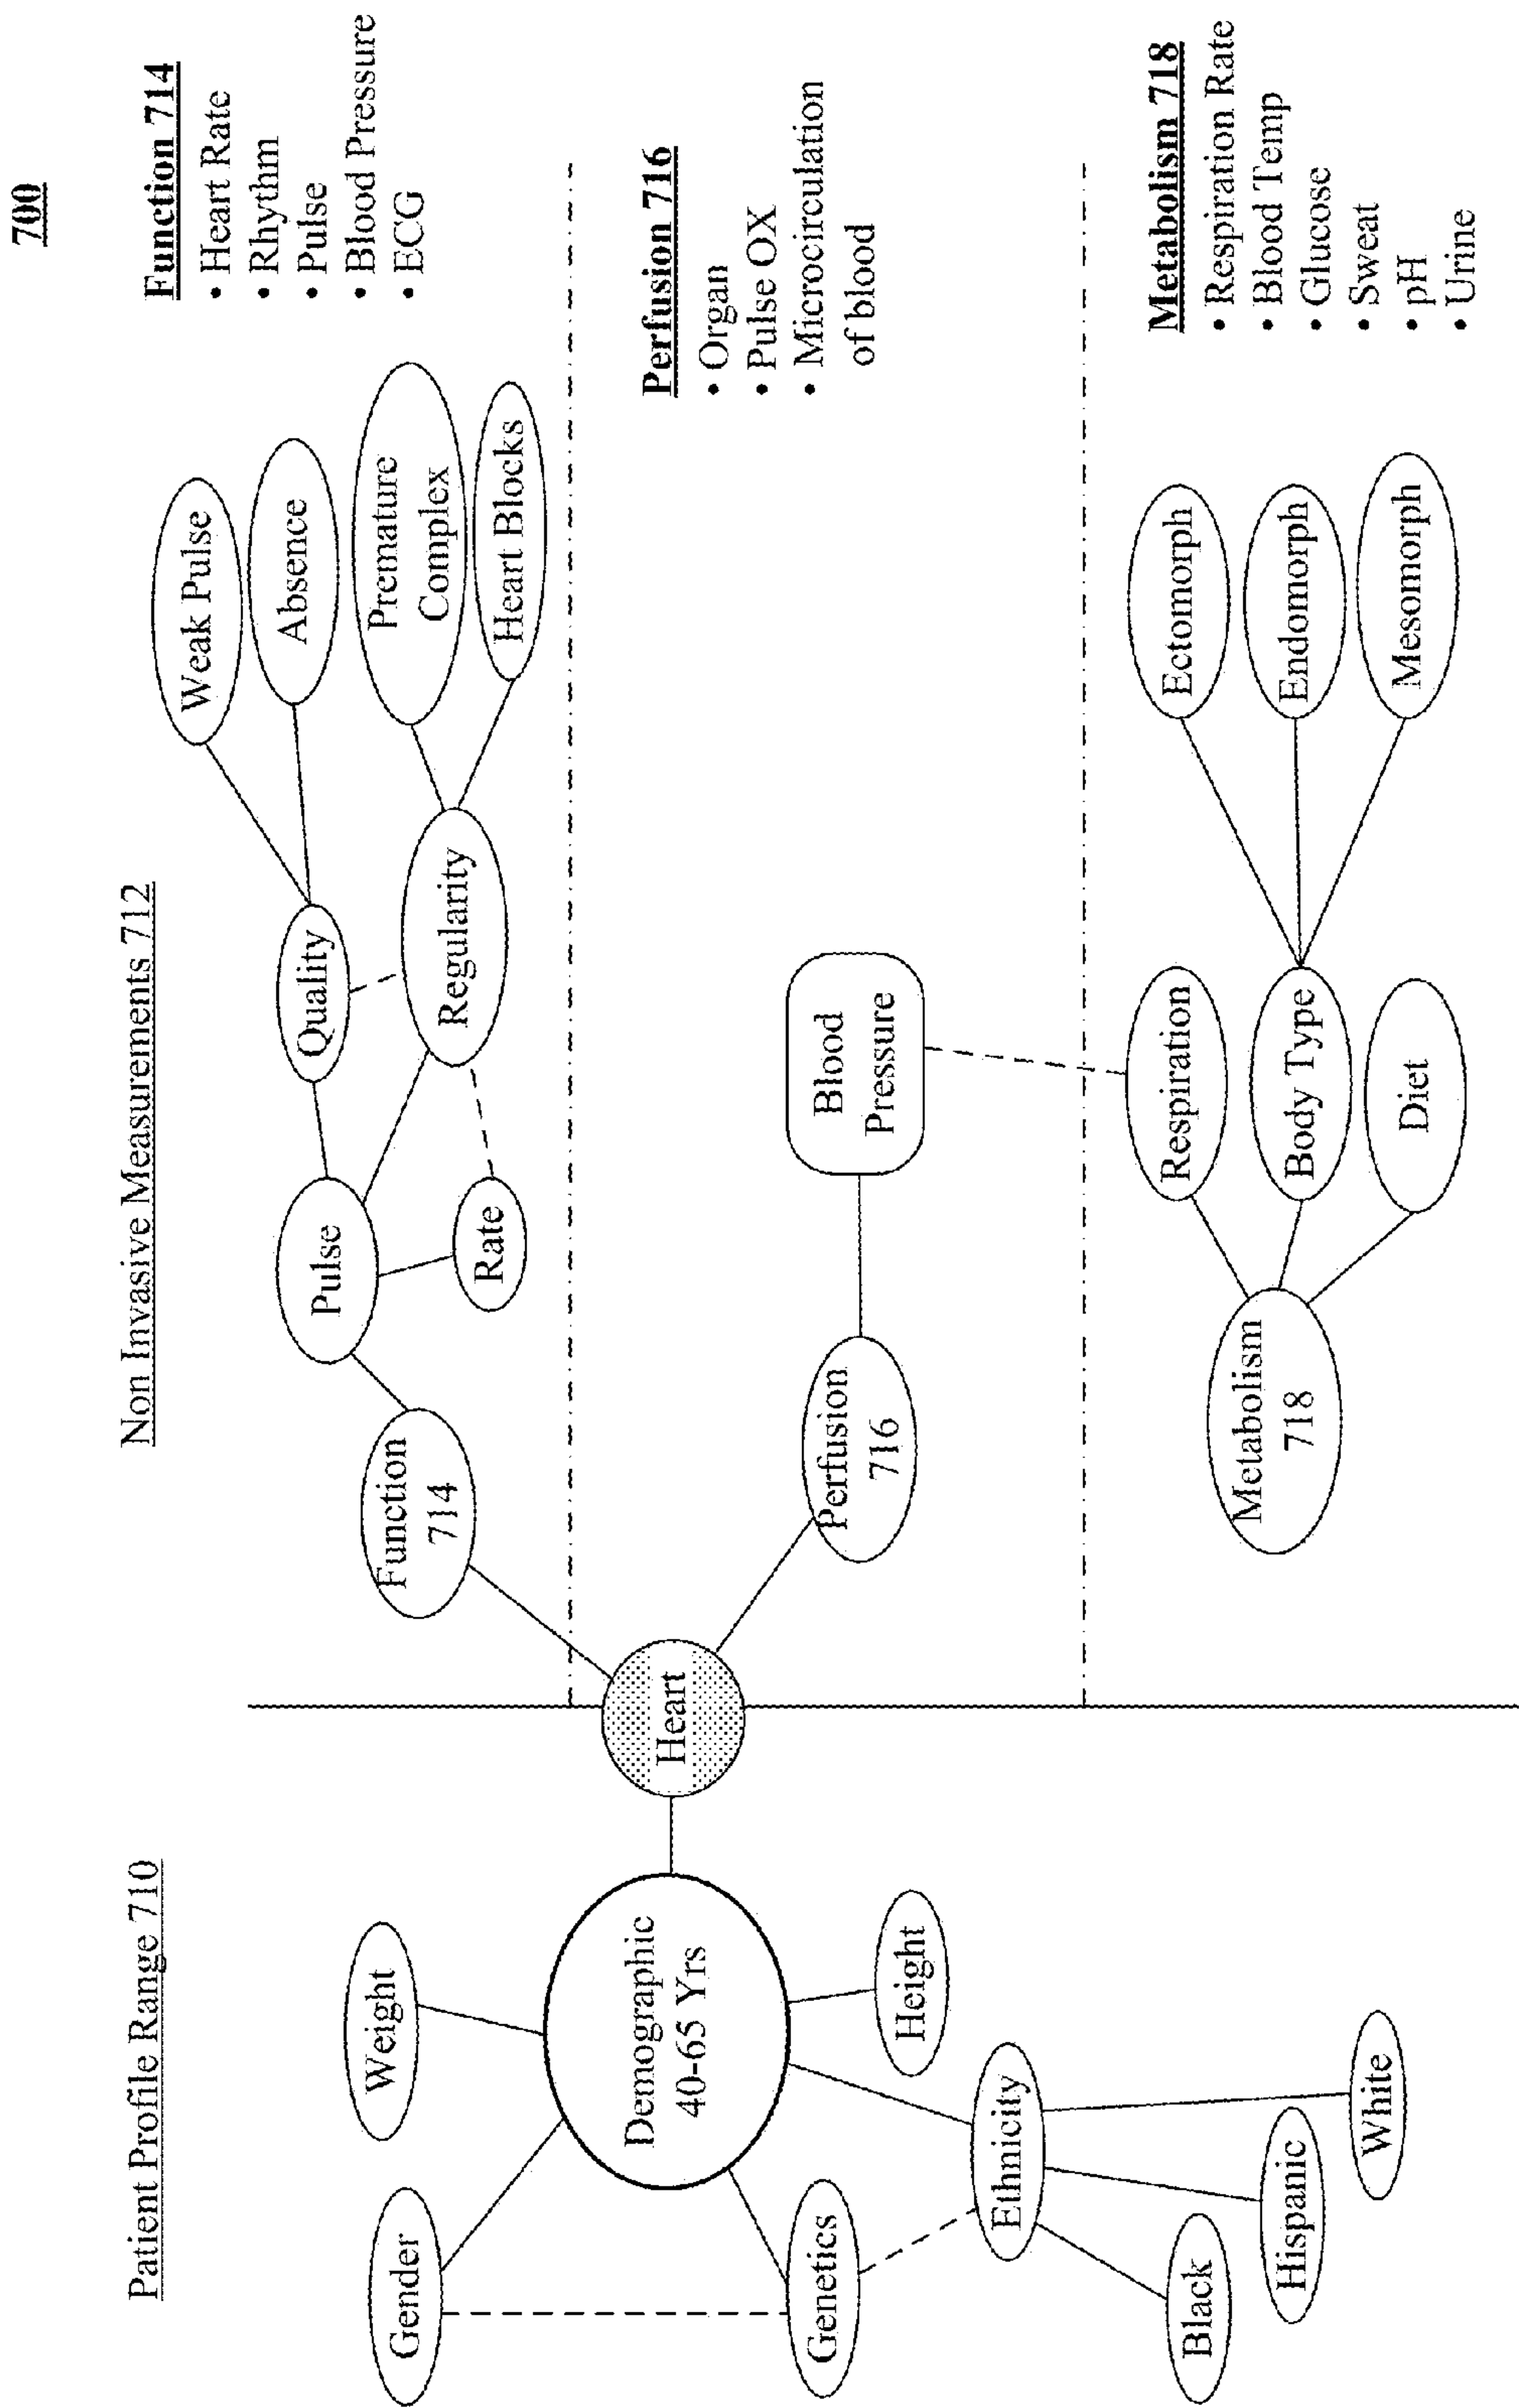 700
Patient Profile Range 710
Non Invasive Measurements 712
Gender
Weight
Demographic
40-65 Yrs
Genetics
Height
Ethnicity
Black
Hispanic
White
Heart
Function
714
Pulse
Quality
Rate
Regularity
Weak Pulse
Absence
Premature
Complex
Heart Blocks
Function 714
• Heart Rate
• Rhythm
• Pulse
• Blood Pressure
• ECG
Perfusion
716
Blood
Pressure
Perfusion 716
• Organ
• Pulse OX
• Microcirculation
of blood
Metabolism
718
Respiration
Body Type
Diet
Ectomorph
Endomorph
Mesomorph
Metabolism 718
• Respiration Rate
• Blood Temp
• Glucose
• Sweat
• pH
• Urine